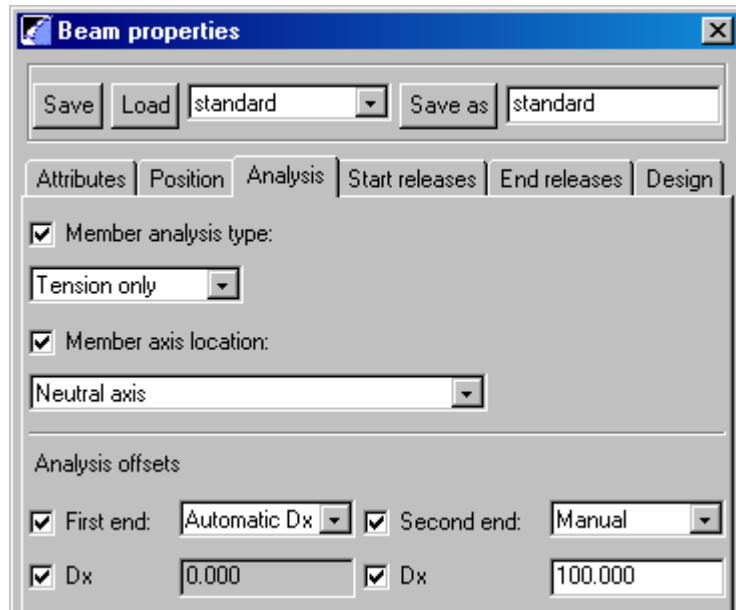 Beam properties
Save Load standard Save as standard
Attributes Position Analysis Start releases End releases Design
Member analysis type:
Tension only
Member axis location:
Neutral axis
Analysis offsets
First end: Automatic Dx Second end: Manual
Dx 0.000 Dx 100.000